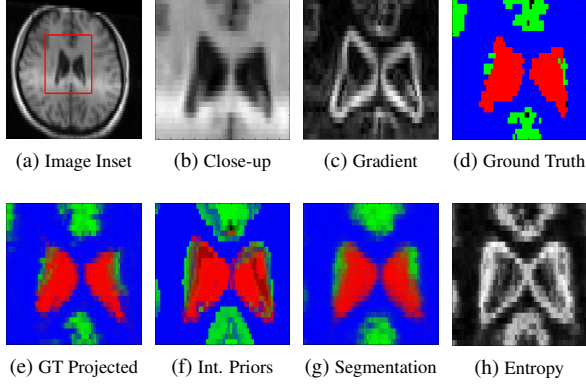 (a) Image Inset (b) Close-up (c) Gradient (d) Ground Truth
(e) GT Projected (f) Int. Priors (g) Segmentation (h) Entropy